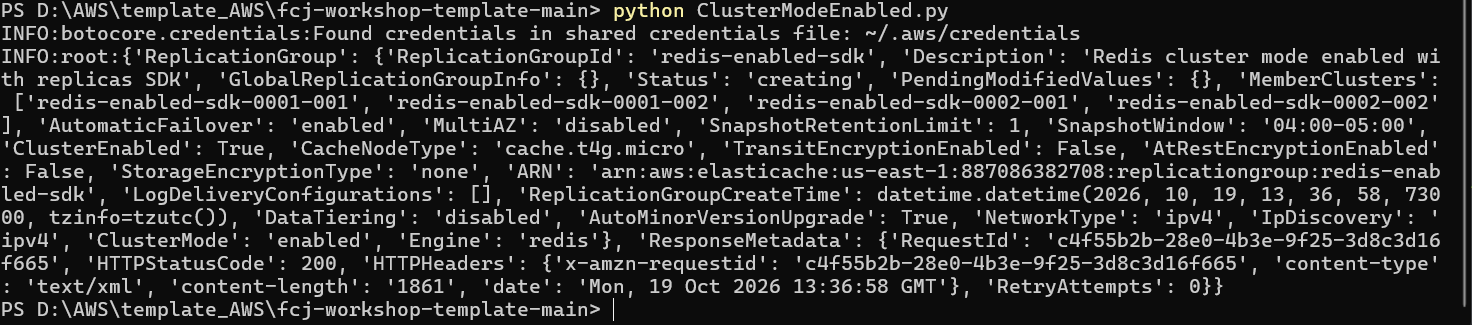 PS D:\AWS\template_AWS\fcj-workshop-template-main> python ClusterModeEnabled.py
INFO:botocore.credentials:Found credentials in shared credentials file: ~/.aws/credentials
INFO:root:{'ReplicationGroup': {'ReplicationGroupId': 'redis-enabled-sdk', 'Description': 'Redis cluster mode enabled wi
th replicas SDK', 'GlobalReplicationGroupInfo': {}, 'Status': 'creating', 'PendingModifiedValues': {}, 'MemberClusters':
 ['redis-enabled-sdk-0001-001', 'redis-enabled-sdk-0001-002', 'redis-enabled-sdk-0002-001', 'redis-enabled-sdk-0002-002'
], 'AutomaticFailover': 'enabled', 'MultiAZ': 'disabled', 'SnapshotRetentionLimit': 1, 'SnapshotWindow': '04:00-05:00',
'ClusterEnabled': True, 'CacheNodeType': 'cache.t4g.micro', 'TransitEncryptionEnabled': False, 'AtRestEncryptionEnabled'
: False, 'StorageEncryptionType': 'none', 'ARN': 'arn:aws:elasticache:us-east-1:887086382708:replicationgroup:redis-enab
led-sdk', 'LogDeliveryConfigurations': [], 'ReplicationGroupCreateTime': datetime.datetime(2026, 10, 19, 13, 36, 58, 730
00, tzinfo=tzutc()), 'DataTiering': 'disabled', 'AutoMinorVersionUpgrade': True, 'NetworkType': 'ipv4', 'IpDiscovery': '
ipv4', 'ClusterMode': 'enabled', 'Engine': 'redis'}, 'ResponseMetadata': {'RequestId': 'c4f55b2b-28e0-4b3e-9f25-3d8c3d16
f665', 'HTTPStatusCode': 200, 'HTTPHeaders': {'x-amzn-requestid': 'c4f55b2b-28e0-4b3e-9f25-3d8c3d16f665', 'content-type'
: 'text/xml', 'content-length': '1861', 'date': 'Mon, 19 Oct 2026 13:36:58 GMT'}, 'RetryAttempts': 0}}
PS D:\AWS\template_AWS\fcj-workshop-template-main>